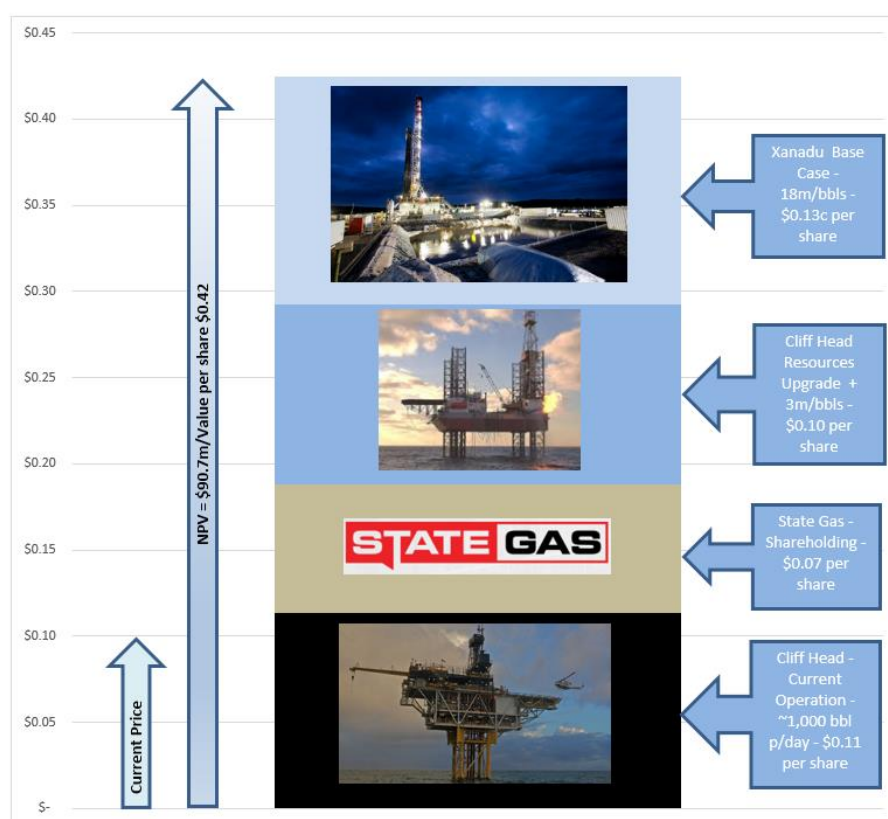 $0.45
$0.40
$0.35
$0.30
$0.25
$0.20
$0.15
$0.10
$0.05
$-
Current Price
NPV = $90.7m/Value per share $0.42
STATE GAS
Xanadu Base
Case -
18m/bbls -
$0.13c per
share
Cliff Head
Resources
Upgrade +
3m/bbls -
$0.10 per
share
State Gas -
Shareholding -
$0.07 per
share
Cliff Head -
Current
Operation -
~1,000 bbl
p/day - $0.11
per share